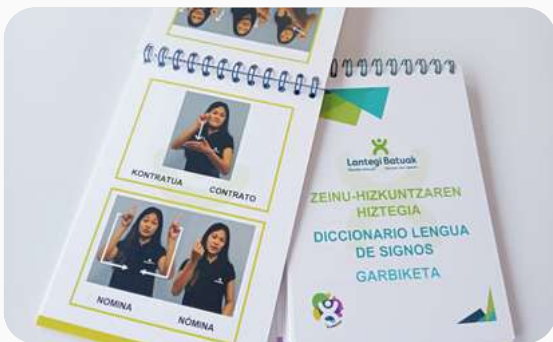 KONTRATUA CONTRATO
NOMINA NÓMINA
Lantegi Batuak
ZEINU-HIZKUNTZAREN
HIZTEGIA
DICCIONARIO LENGUA
DE SIGNOS
GARBIKETA